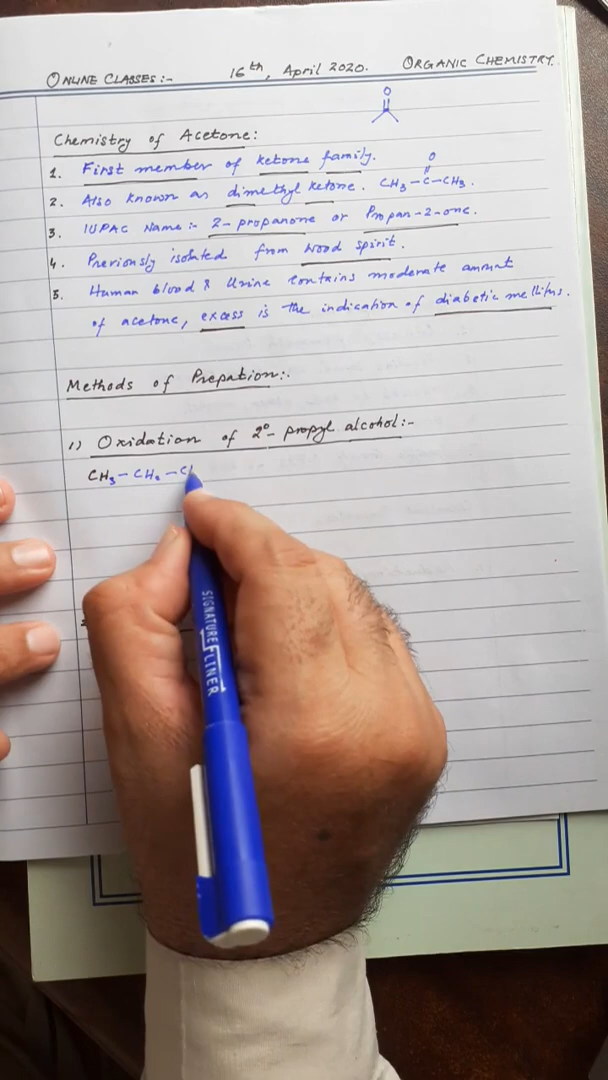 ONLINE CLASSES:- 16th, April 2020. ORGANIC CHEMISTRY.
O
Chemistry of Acetone:
1. First member of ketone family.
O
2. Also known as dimethyl ketone. CH3-C-CH3.
3. IUPAC Name:- 2-propanone or Propan-2-one.
4. Previously isolated from wood spirit.
5. Human blood & Urine contains moderate amount
of acetone, excess is the indication of diabetic mellitus.
Methods of Prepation:-
1) Oxidation of 2°- propyl alcohol:-
CH3-CH2-C
SIGNATURE FLINER